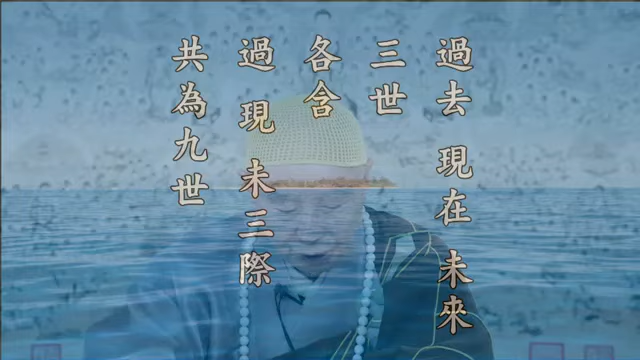 過去 現在 未來
三世
各含
過 現 未三際
共為九世